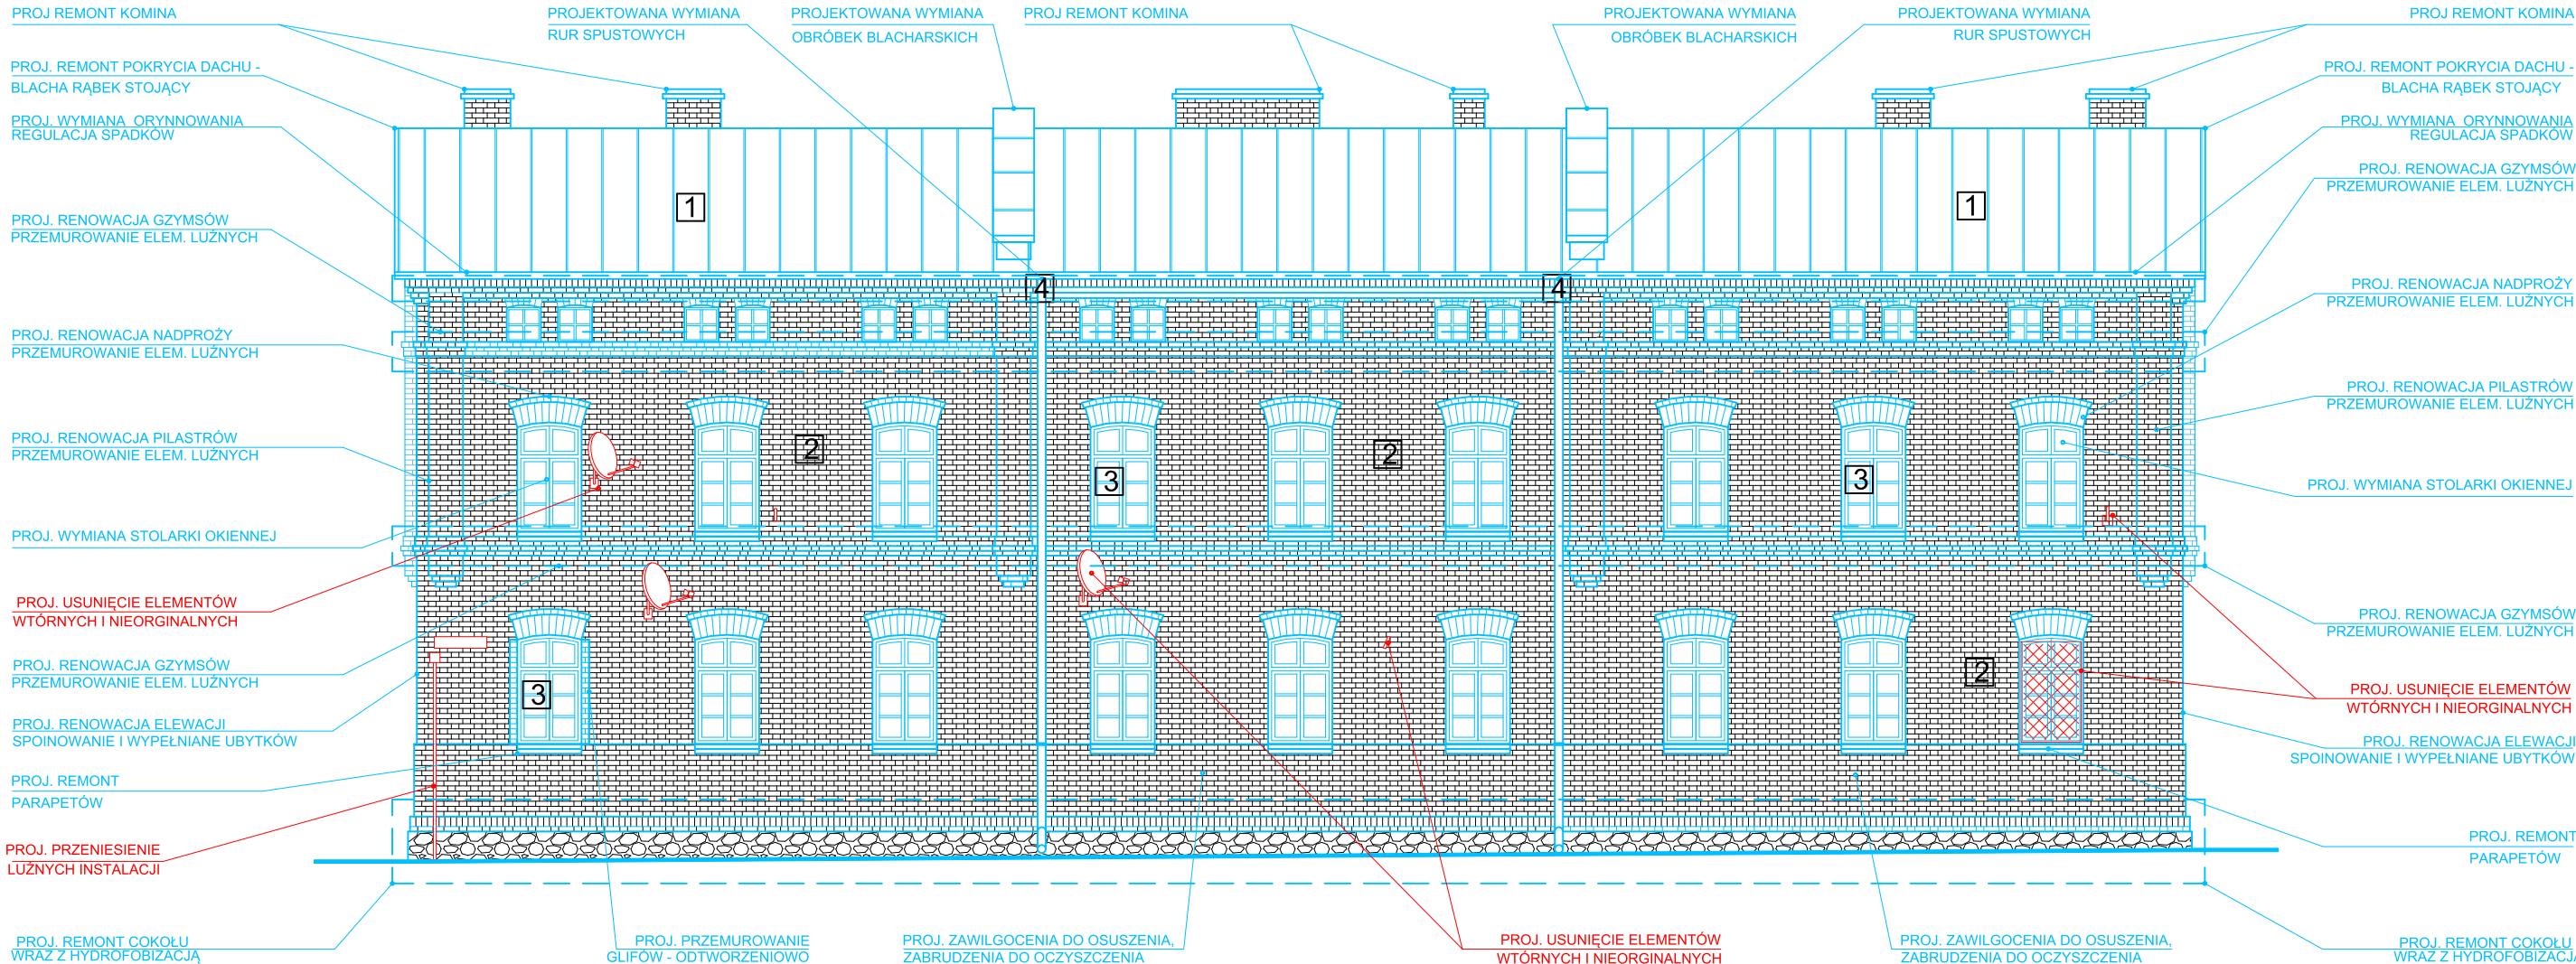 PROJ REMONT KOMINA
PROJEKTOWANA WYMIANA
RUR SPUSTOWYCH
PROJEKTOWANA WYMIANA
OBRÓBEK BLACHARSKICH
PROJ REMONT KOMINA
PROJEKTOWANA WYMIANA
OBRÓBEK BLACHARSKICH
PROJEKTOWANA WYMIANA
RUR SPUSTOWYCH
PROJ REMONT KOMINA
PROJ. REMONT POKRYCIA DACHU -
BLACHA RĄBEK STOJĄCY
PROJ. WYMIANA ORYNNOWANIA
REGULACJA SPADKÓW
PROJ. RENOWACJA GZYMSÓW
PRZEMUROWANIE ELEM. LUŹNYCH
PROJ. RENOWACJA NADPROŻY
PRZEMUROWANIE ELEM. LUŹNYCH
PROJ. RENOWACJA PILASTRÓW
PRZEMUROWANIE ELEM. LUŹNYCH
PROJ. WYMIANA STOLARKI OKIENNEJ
PROJ. USUNIĘCIE ELEMENTÓW
WTÓRNYCH I NIEORGINALNYCH
PROJ. RENOWACJA GZYMSÓW
PRZEMUROWANIE ELEM. LUŹNYCH
PROJ. RENOWACJA ELEWACJI
SPOINOWANIE I WYPEŁNIANE UBYTKÓW
PROJ. REMONT
PARAPETÓW
PROJ. PRZENIESIENIE
LUŹNYCH INSTALACJI
PROJ. REMONT COKOŁU
WRAZ Z HYDROFOBIZACJĄ
1
1
4
4
2
2
3
3
3
2
PROJ. REMONT POKRYCIA DACHU -
BLACHA RĄBEK STOJĄCY
PROJ. WYMIANA ORYNNOWANIA
REGULACJA SPADKÓW
PROJ. RENOWACJA GZYMSÓW
PRZEMUROWANIE ELEM. LUŹNYCH
PROJ. RENOWACJA NADPROŻY
PRZEMUROWANIE ELEM. LUŹNYCH
PROJ. RENOWACJA PILASTRÓW
PRZEMUROWANIE ELEM. LUŹNYCH
PROJ. WYMIANA STOLARKI OKIENNEJ
PROJ. RENOWACJA GZYMSÓW
PRZEMUROWANIE ELEM. LUŹNYCH
PROJ. USUNIĘCIE ELEMENTÓW
WTÓRNYCH I NIEORGINALNYCH
PROJ. RENOWACJA ELEWACJI
SPOINOWANIE I WYPEŁNIANE UBYTKÓW
PROJ. REMONT
PARAPETÓW
PROJ. PRZEMUROWANIE
GLIFÓW - ODTWORZENIOWO
PROJ. ZAWILGOCENIA DO OSUSZENIA,
ZABRUDZENIA DO OCZYSZCZENIA
PROJ. USUNIĘCIE ELEMENTÓW
WTÓRNYCH I NIEORGINALNYCH
PROJ. ZAWILGOCENIA DO OSUSZENIA,
ZABRUDZENIA DO OCZYSZCZENIA
PROJ. REMONT COKOŁU
WRAZ Z HYDROFOBIZACJĄ